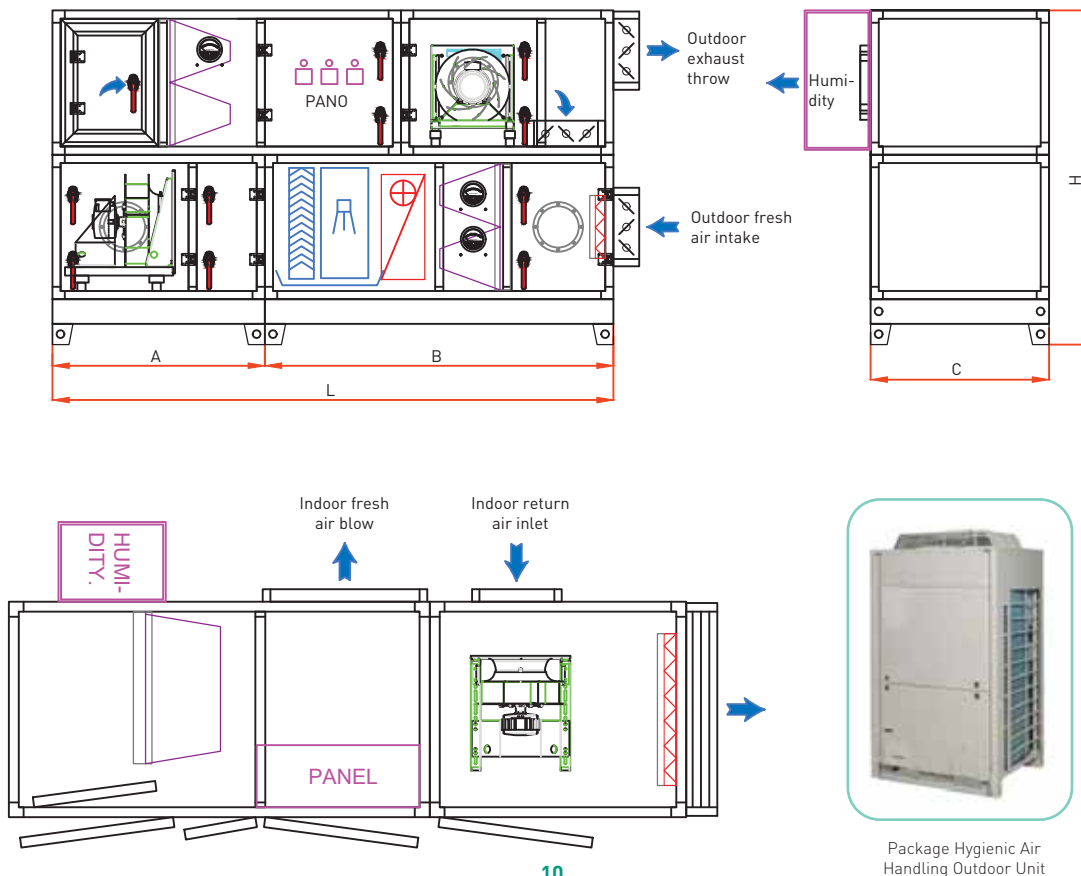 Outdoor
exhaust
throw
PANO
Humi-
dity
Outdoor fresh
air intake
H
A
B
C
L
Indoor fresh
air blow
Indoor return
air inlet
HUMI-
DITY.
PANEL
Package Hygienic Air
Handling Outdoor Unit
10